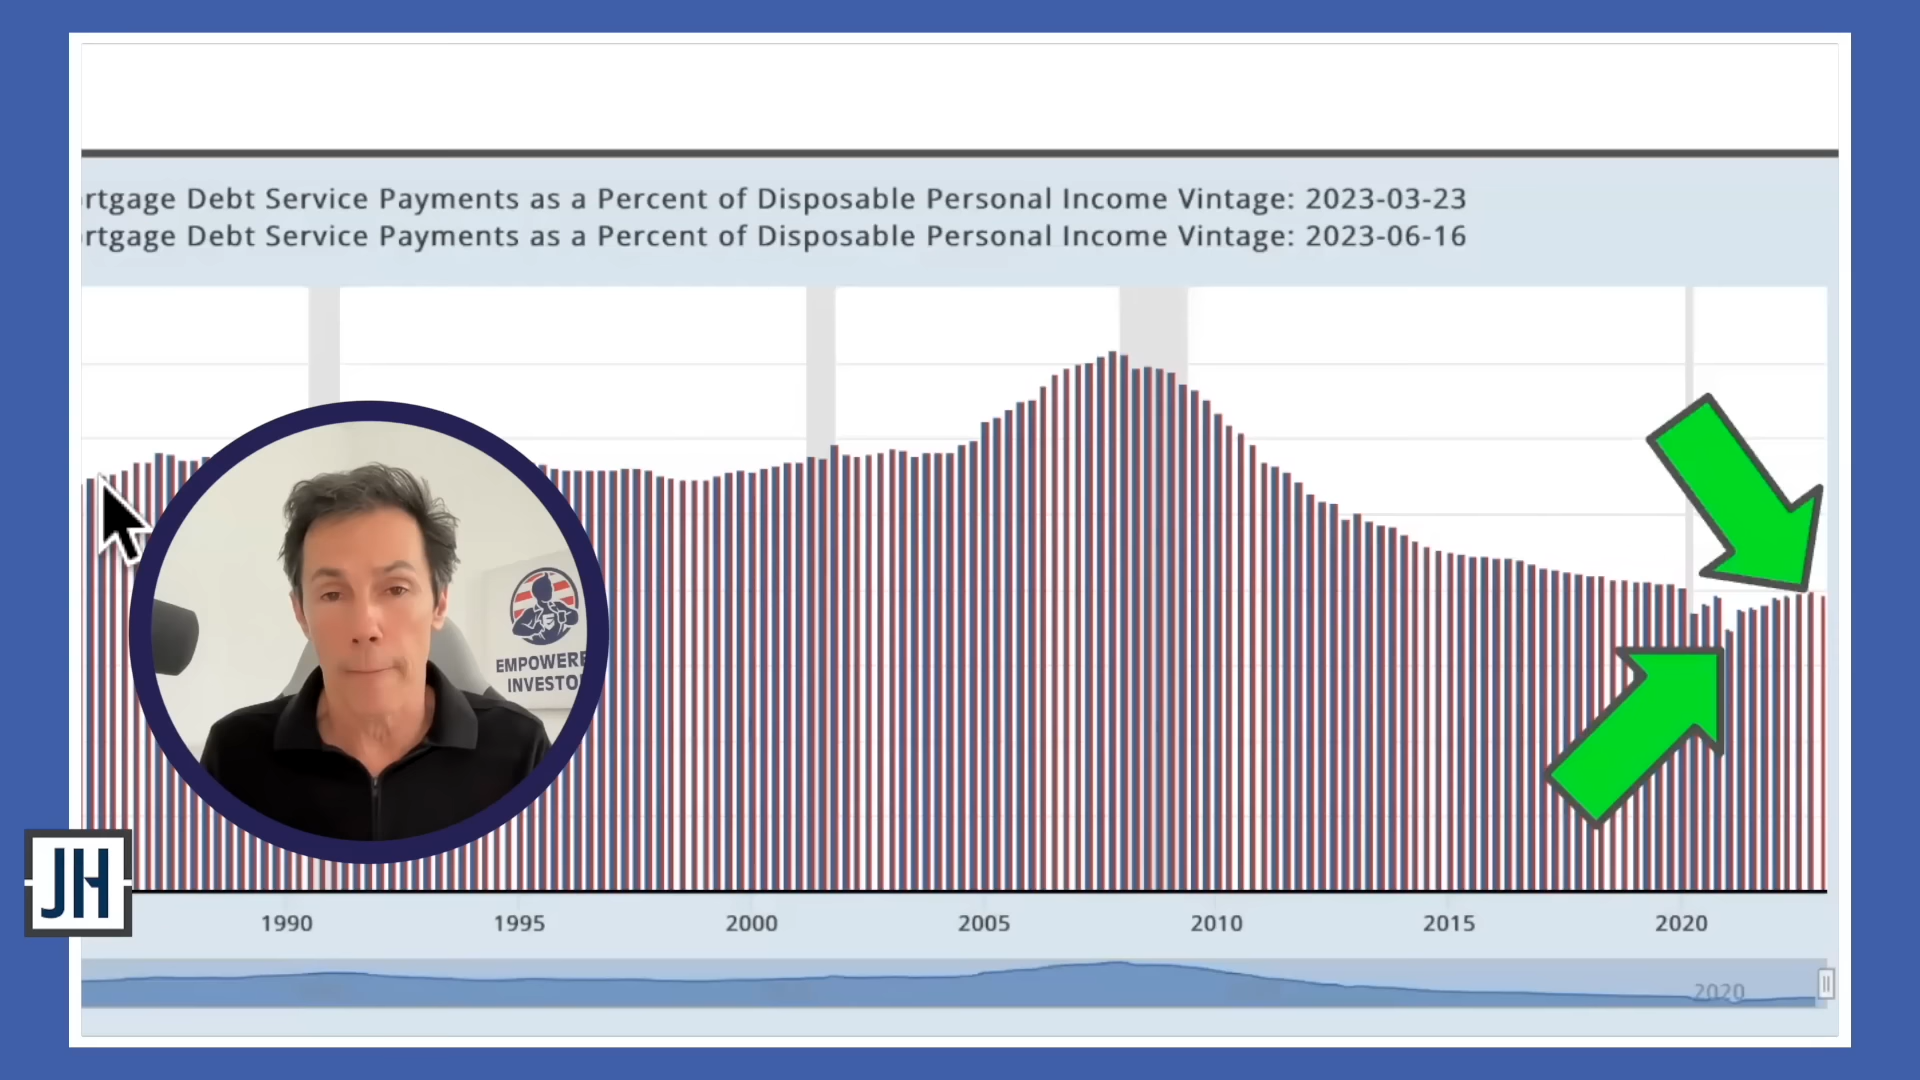 rtgage Debt Service Payments as a Percent of Disposable Personal Income Vintage: 2023-03-23
rtgage Debt Service Payments as a Percent of Disposable Personal Income Vintage: 2023-06-16
EMPOWERE
INVESTO
JH
1990 1995 2000 2005 2010 2015 2020
2020